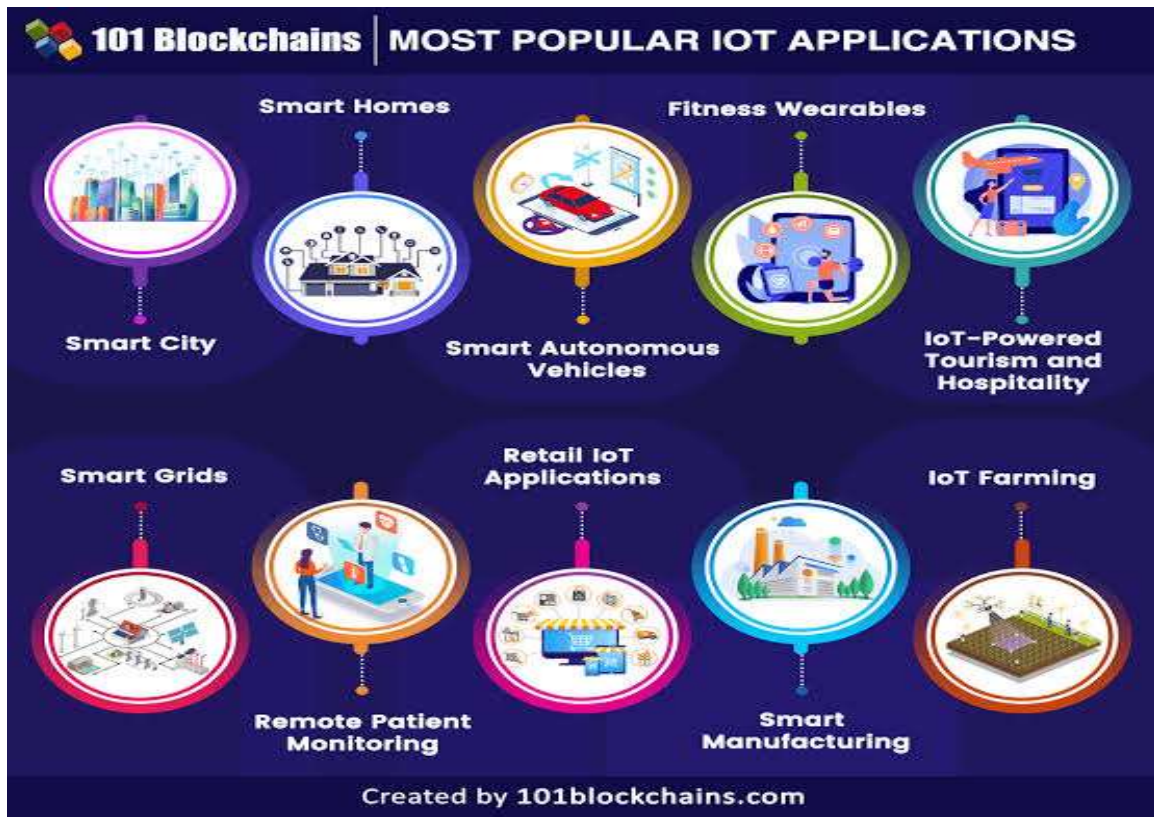 101 Blockchains
MOST POPULAR IOT APPLICATIONS
Smart Homes
Fitness Wearables
Smart City
Smart Autonomous
Vehicles
IoT-Powered
Tourism and
Hospitality
Smart Grids
Retail IoT
Applications
IoT Farming
Remote Patient
Monitoring
Smart
Manufacturing
Created by 101blockchains.com